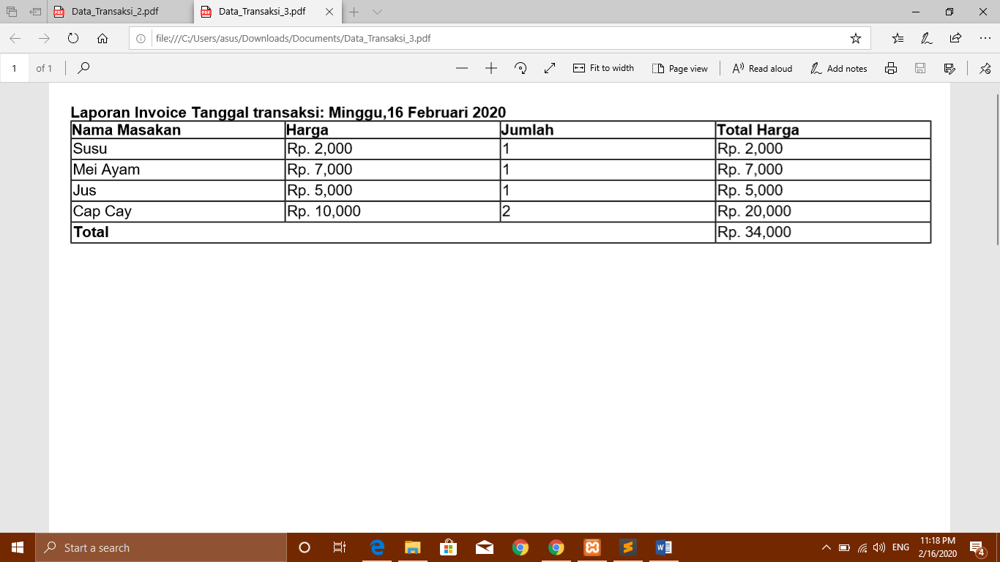 Data_Transaksi_2.pdf Data_Transaksi_3.pdf
file:///C:/Users/asus/Downloads/Documents/Data_Transaksi_3.pdf
1 of 1 Fit to width Page view Read aloud Add notes
Laporan Invoice Tanggal transaksi: Minggu,16 Februari 2020
Nama Masakan Harga Jumlah Total Harga
Susu Rp. 2,000 1 Rp. 2,000
Mei Ayam Rp. 7,000 1 Rp. 7,000
Jus Rp. 5,000 1 Rp. 5,000
Cap Cay Rp. 10,000 2 Rp. 20,000
Total Rp. 34,000
Start a search ENG 11:18 PM
2/16/2020 4